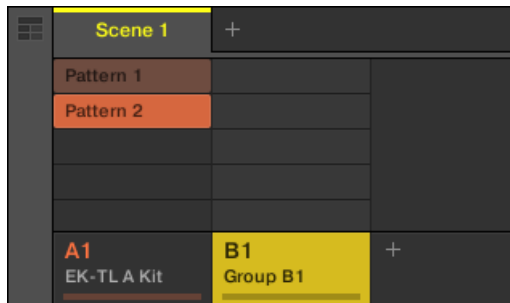 Scene 1 +
Pattern 1
Pattern 2
A1 B1 +
EK-TL A Kit Group B1